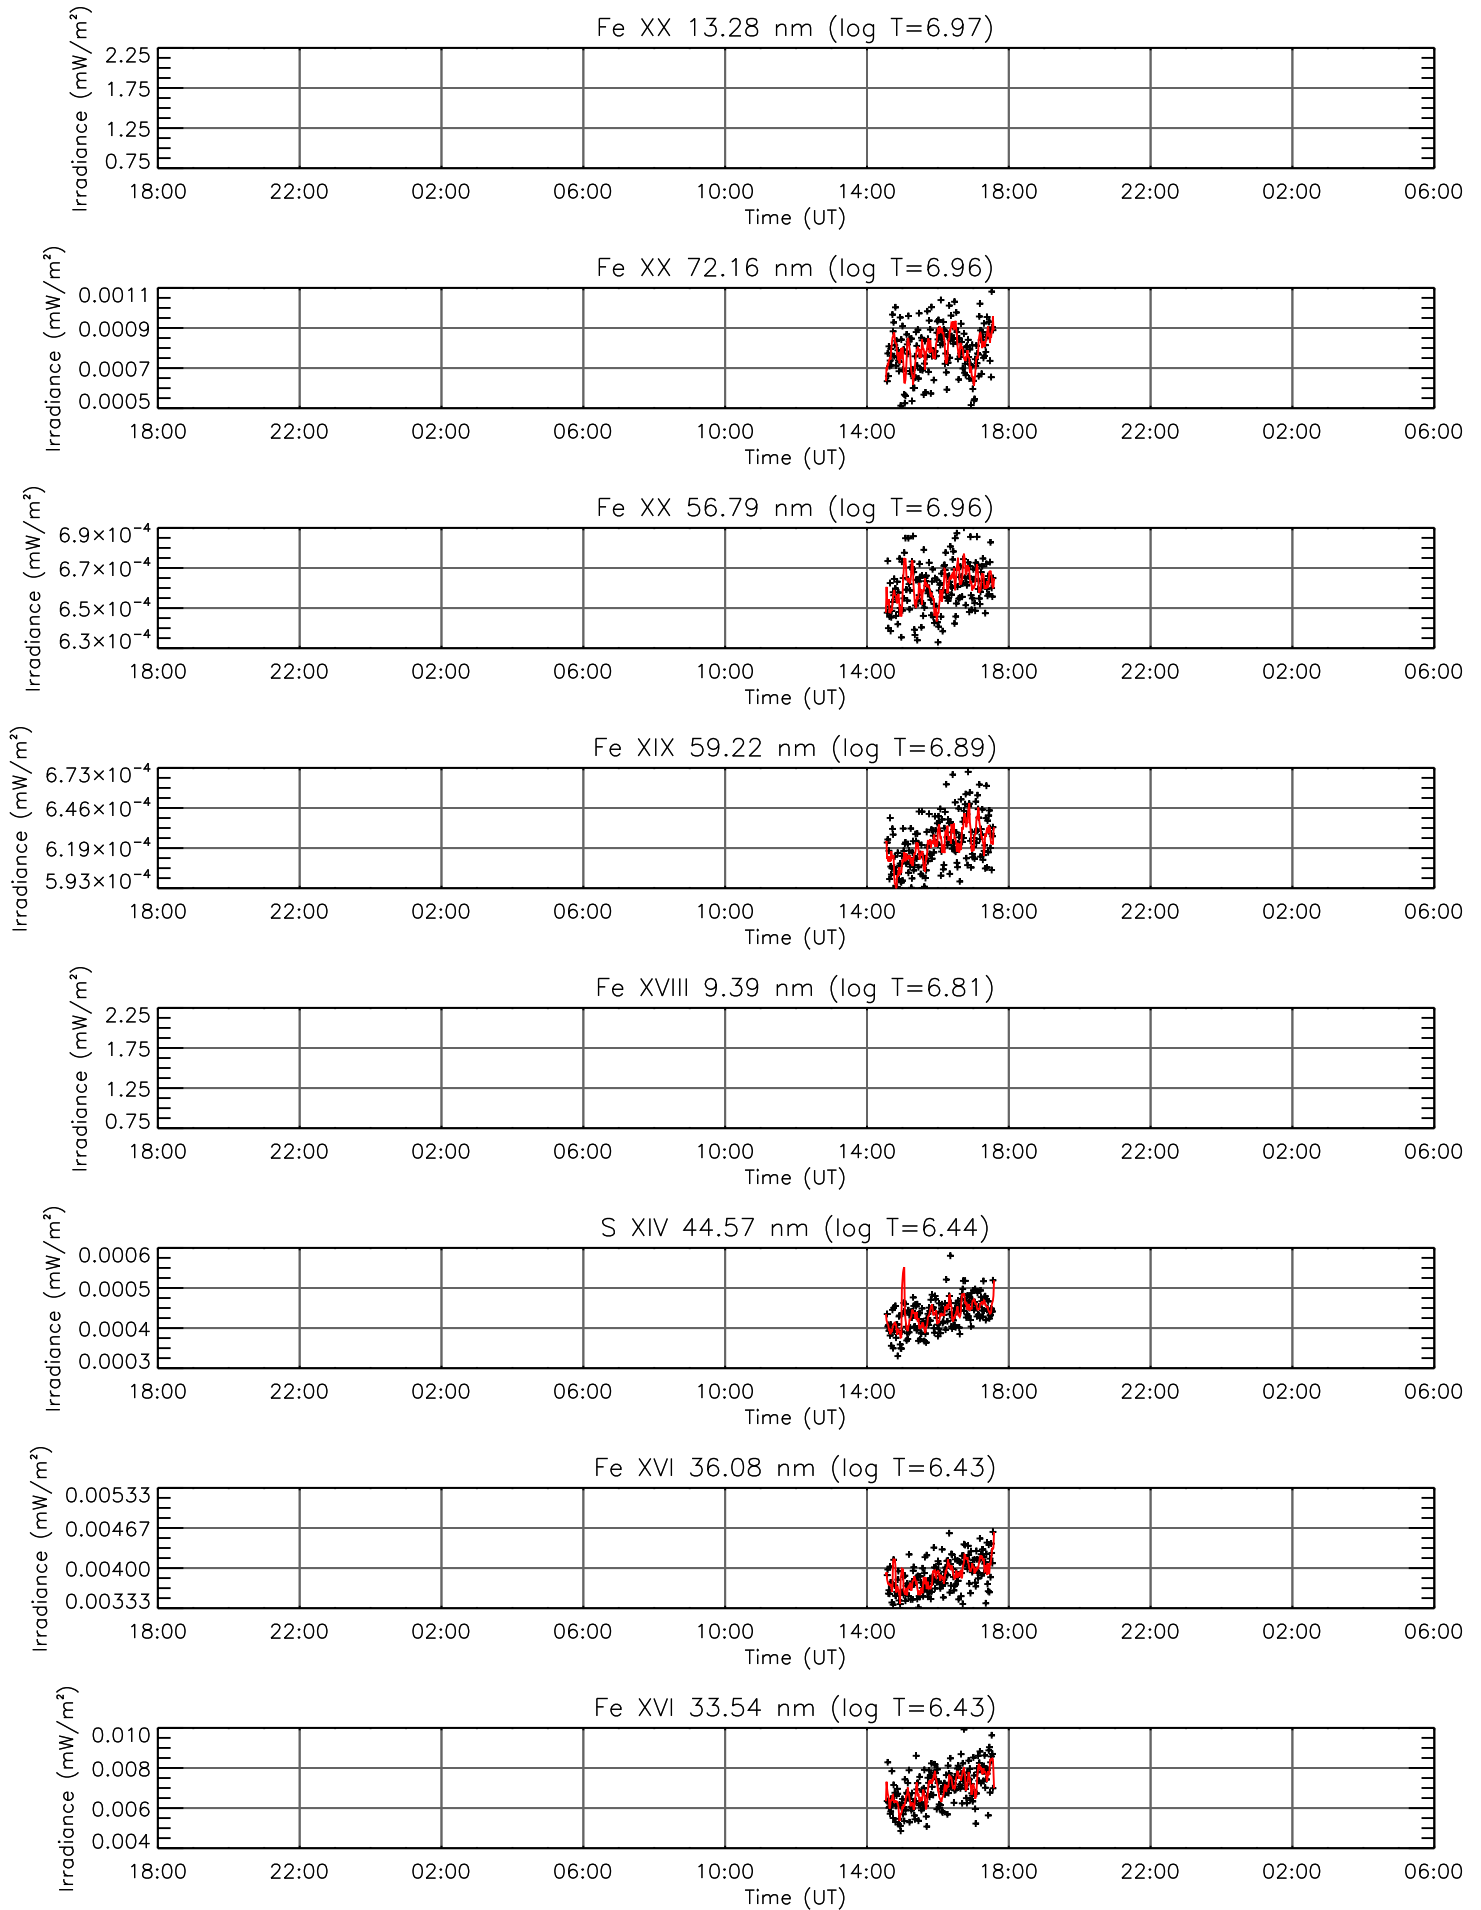 Fe XX 13.28 nm (log T=6.97)
Irradiance (mW/m²)
2.25
1.75
1.25
0.75
18:00 22:00 02:00 06:00 10:00 14:00 18:00 22:00 02:00 06:00
Time (UT)
Fe XX 72.16 nm (log T=6.96)
Irradiance (mW/m²)
0.0011
0.0009
0.0007
0.0005
18:00 22:00 02:00 06:00 10:00 14:00 18:00 22:00 02:00 06:00
Time (UT)
Fe XX 56.79 nm (log T=6.96)
Irradiance (mW/m²)
6.9×10⁻⁴
6.7×10⁻⁴
6.5×10⁻⁴
6.3×10⁻⁴
18:00 22:00 02:00 06:00 10:00 14:00 18:00 22:00 02:00 06:00
Time (UT)
Fe XIX 59.22 nm (log T=6.89)
Irradiance (mW/m²)
6.73×10⁻⁴
6.46×10⁻⁴
6.19×10⁻⁴
5.93×10⁻⁴
18:00 22:00 02:00 06:00 10:00 14:00 18:00 22:00 02:00 06:00
Time (UT)
Fe XVIII 9.39 nm (log T=6.81)
Irradiance (mW/m²)
2.25
1.75
1.25
0.75
18:00 22:00 02:00 06:00 10:00 14:00 18:00 22:00 02:00 06:00
Time (UT)
S XIV 44.57 nm (log T=6.44)
Irradiance (mW/m²)
0.0006
0.0005
0.0004
0.0003
18:00 22:00 02:00 06:00 10:00 14:00 18:00 22:00 02:00 06:00
Time (UT)
Fe XVI 36.08 nm (log T=6.43)
Irradiance (mW/m²)
0.00533
0.00467
0.00400
0.00333
18:00 22:00 02:00 06:00 10:00 14:00 18:00 22:00 02:00 06:00
Time (UT)
Fe XVI 33.54 nm (log T=6.43)
Irradiance (mW/m²)
0.010
0.008
0.006
0.004
18:00 22:00 02:00 06:00 10:00 14:00 18:00 22:00 02:00 06:00
Time (UT)